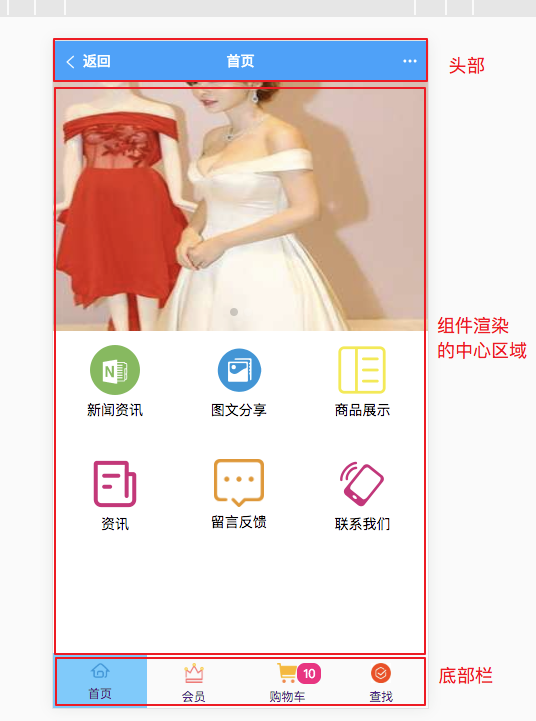 返回
首页
头部
组件渲染
的中心区域
N
新闻资讯
图文分享
商品展示
资讯
留言反馈
联系我们
10
首页
会员
购物车
查找
底部栏